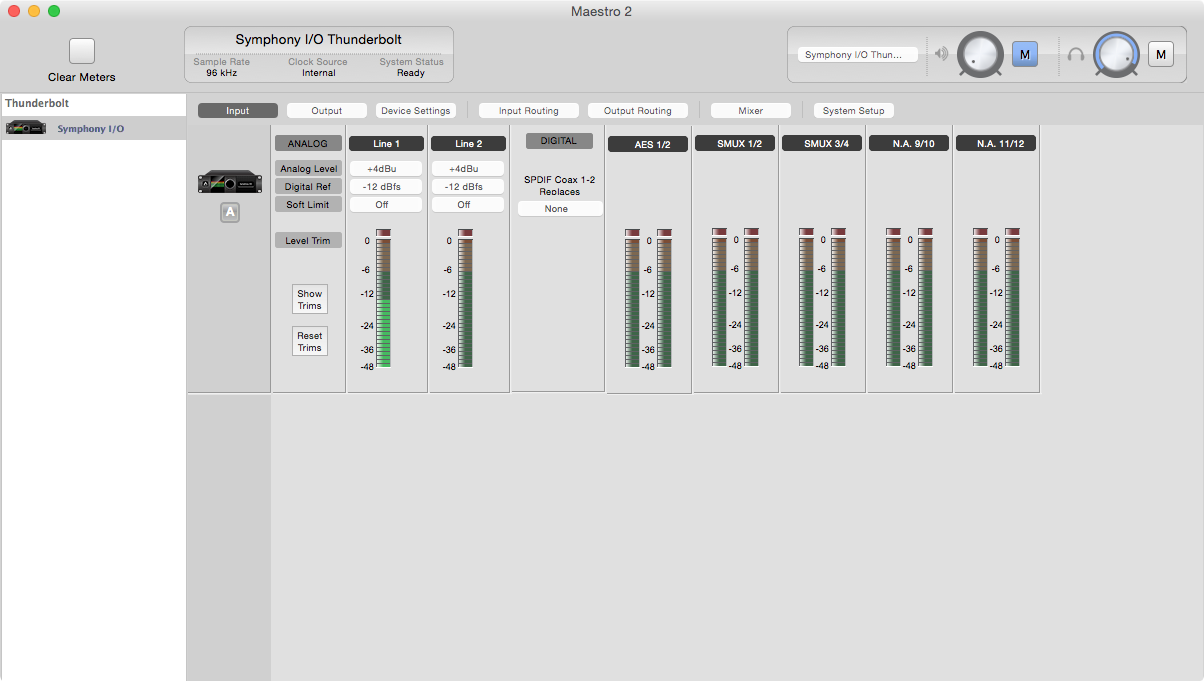 Maestro 2
Clear Meters
Symphony I/O Thunderbolt
Sample Rate
96 kHz
Clock Source
Internal
System Status
Ready
Symphony I/O Thun...
M
M
Thunderbolt
Symphony I/O
Input
Output
Device Settings
Input Routing
Output Routing
Mixer
System Setup
A
ANALOG
Analog Level
Digital Ref
Soft Limit
Level Trim
Show
Trims
Reset
Trims
Line 1
+4dBu
-12 dBfs
Off
0
-6
-12
-24
-36
-48
Line 2
+4dBu
-12 dBfs
Off
0
-6
-12
-24
-36
-48
DIGITAL
SPDIF Coax 1-2
Replaces
None
AES 1/2
0
-6
-12
-24
-36
-48
SMUX 1/2
0
-6
-12
-24
-36
-48
SMUX 3/4
0
-6
-12
-24
-36
-48
N.A. 9/10
0
-6
-12
-24
-36
-48
N.A. 11/12
0
-6
-12
-24
-36
-48